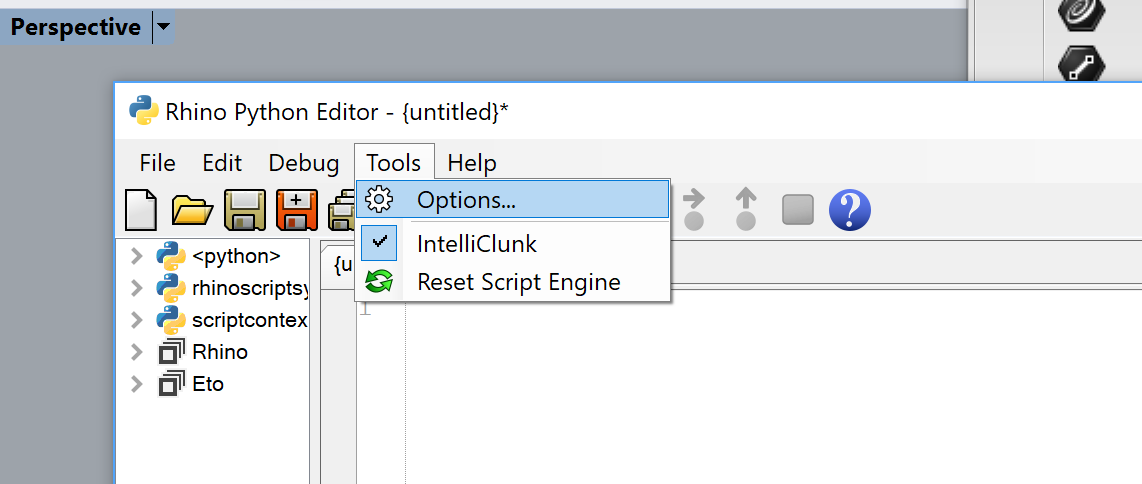 Perspective
Rhino Python Editor - {untitled}*
File Edit Debug Tools Help
Options...
IntelliClunk
Reset Script Engine
<python>
{u
rhinoscriptsy
scriptcontex
Rhino
Eto
1